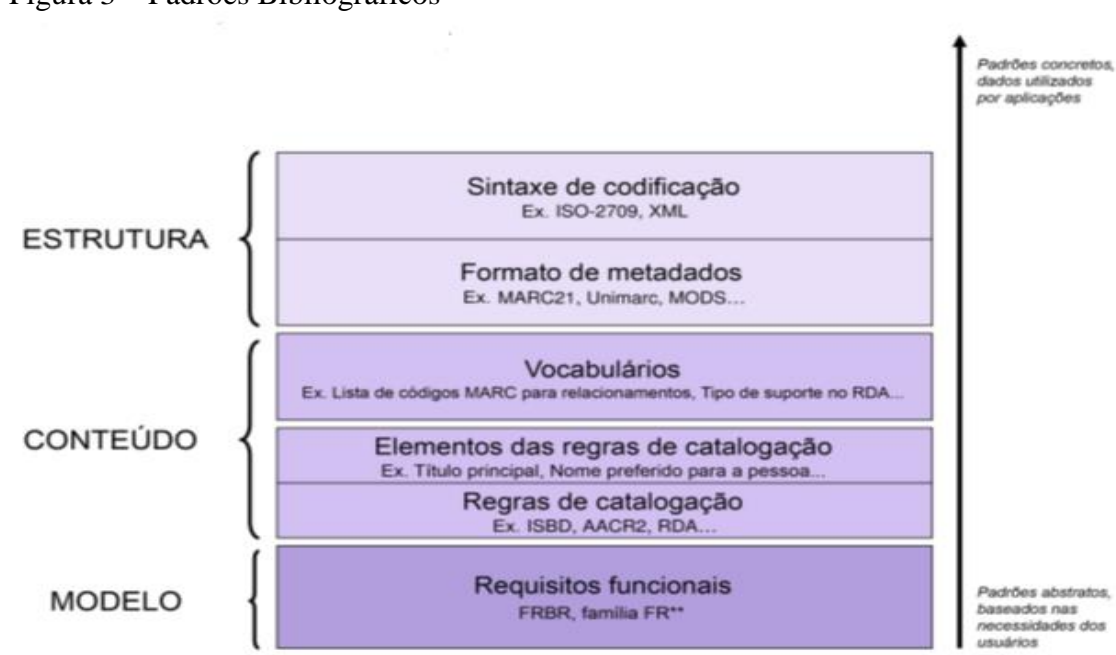 Figura 3 – Padrões Bibliográficos
Padrões concretos,
dados utilizados
por aplicações
ESTRUTURA
Sintaxe de codificação
Ex. ISO-2709, XML
Formato de metadados
Ex. MARC21, Unimarc, MODS...
CONTEÚDO
Vocabulários
Ex. Lista de códigos MARC para relacionamentos, Tipo de suporte no RDA...
Elementos das regras de catalogação
Ex. Título principal, Nome preferido para a pessoa...
Regras de catalogação
Ex. ISBD, AACR2, RDA...
MODELO
Requisitos funcionais
FRBR, família FR**
Padrões abstratos,
baseados nas
necessidades dos
usuários